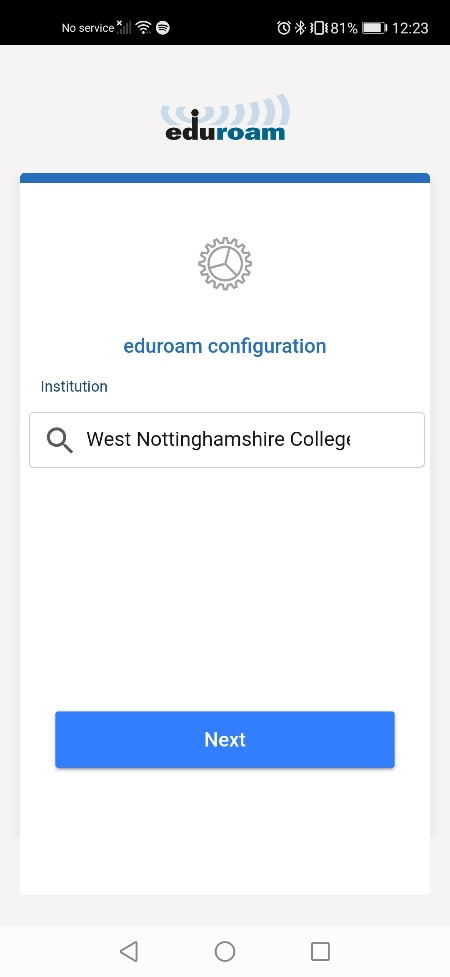 No service 81% 12:23
eduroam
eduroam configuration
Institution
West Nottinghamshire College
Next